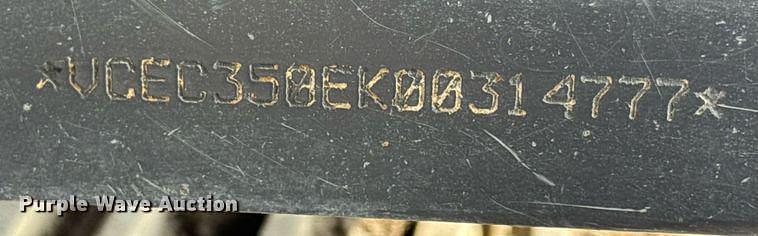 *VCEC350EK00314777*
Purple Wave Auction